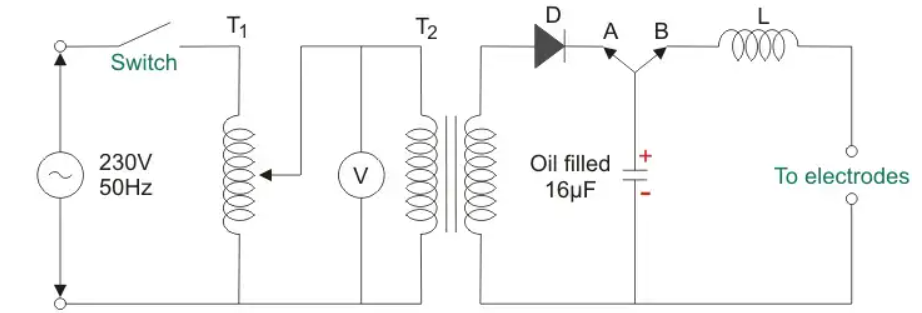 T1
T2
D
A
B
L
Switch
230V
50Hz
~
V
Oil filled
16µF
+
-
To electrodes